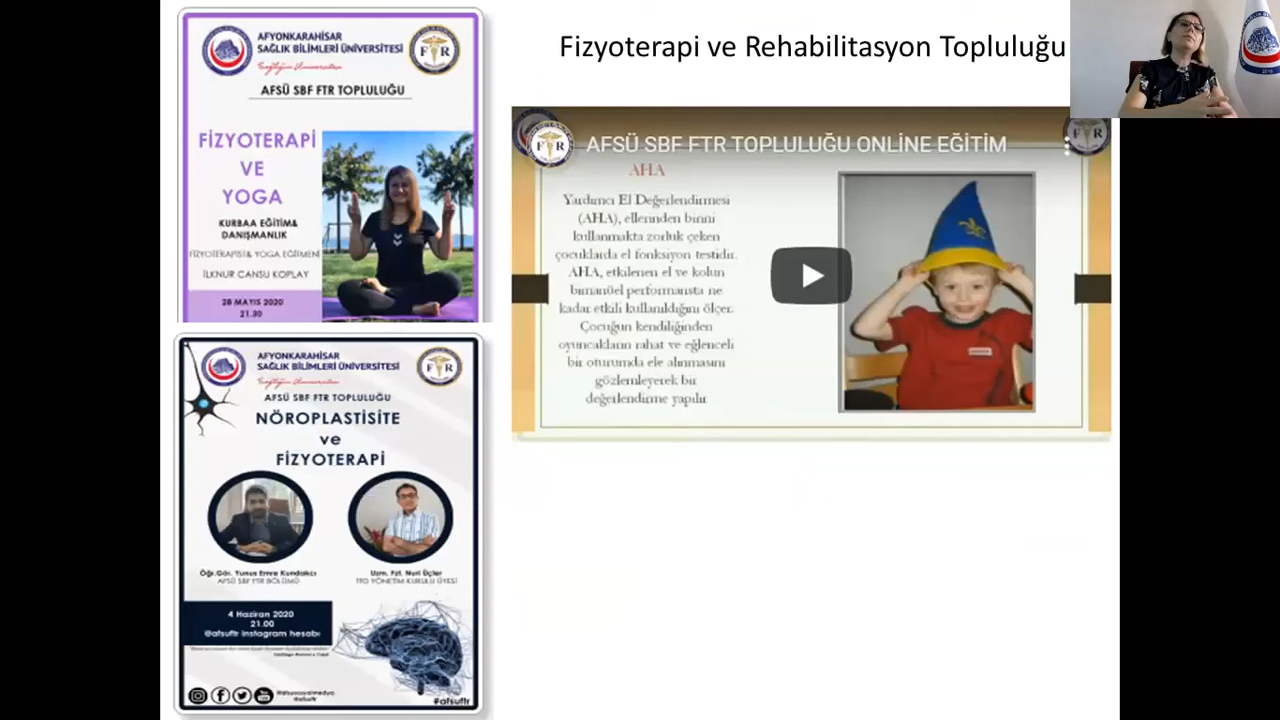 Fizyoterapi ve Rehabilitasyon Topluluğu
AFYONKARAHİSAR
SAĞLIK BİLİMLERİ ÜNİVERSİTESİ
AFSÜ SBF FTR TOPLULUĞU
FİZYOTERAPİ
VE
YOGA
KURBAA EĞİTİM&
DANIŞMANLIK
FİZYOTERAPİST& YOGA EĞİTMENİ
İLKNUR CANSU KOPLAY
28 MAYIS 2020
21.30
AFSÜ SBF FTR TOPLULUĞU ONLİNE EĞİTİM
AHA
Yardımcı El Değerlendirmesi
(AHA), ellerinden birini
kullanmakta zorluk çeken
çocuklarda el fonksiyon testidir.
AHA, etkilenen el ve kolun
bimanüel performansta ne
kadar etkili kullanıldığını ölçer.
Çocuğun kendiliğinden
oyuncakların rahat ve eğlenceli
bir oturumda ele alınmasını
gözlemleyerek bir
değerlendirme yapılır
AFYONKARAHİSAR
SAĞLIK BİLİMLERİ ÜNİVERSİTESİ
AFSÜ SBF FTR TOPLULUĞU
NÖROPLASTİSİTE
ve
FİZYOTERAPİ
Öğr.Gör. Yunus Emre Kundakcı
AFSÜ SBF FTR BÖLÜMÜ
Uzm. Fzt. Nuri Üçler
TFD YÖNETİM KURULU ÜYESİ
4 Haziran 2020
21.00
@afsuftr instagram hesabı
#afsuftr